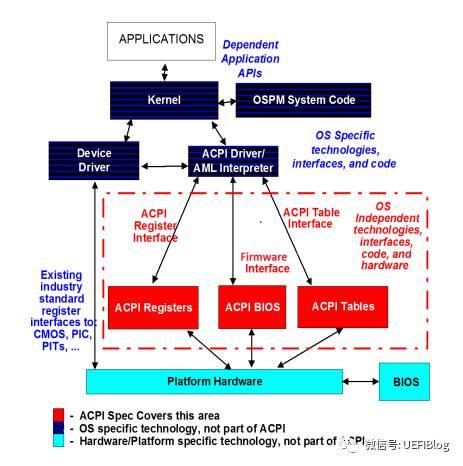 APPLICATIONS
Dependent
Application
APIs
Kernel
OSPM System Code
OS Specific
technologies,
interfaces, and code
Device
Driver
ACPI Driver/
AML Interpreter
ACPI
Register
Interface
ACPI Table
Interface
OS
Independent
technologies,
interfaces,
code, and
hardware
Firmware
Interface
Existing
industry
standard
register
interfaces to:
CMOS, PIC,
PITs, ...
ACPI Registers
ACPI BIOS
ACPI Tables
Platform Hardware
BIOS
- ACPI Spec Covers this area
- OS specific technology, not part of ACPI
- Hardware/Platform specific technology, not part of ACPI
微信号: UEFIBlog